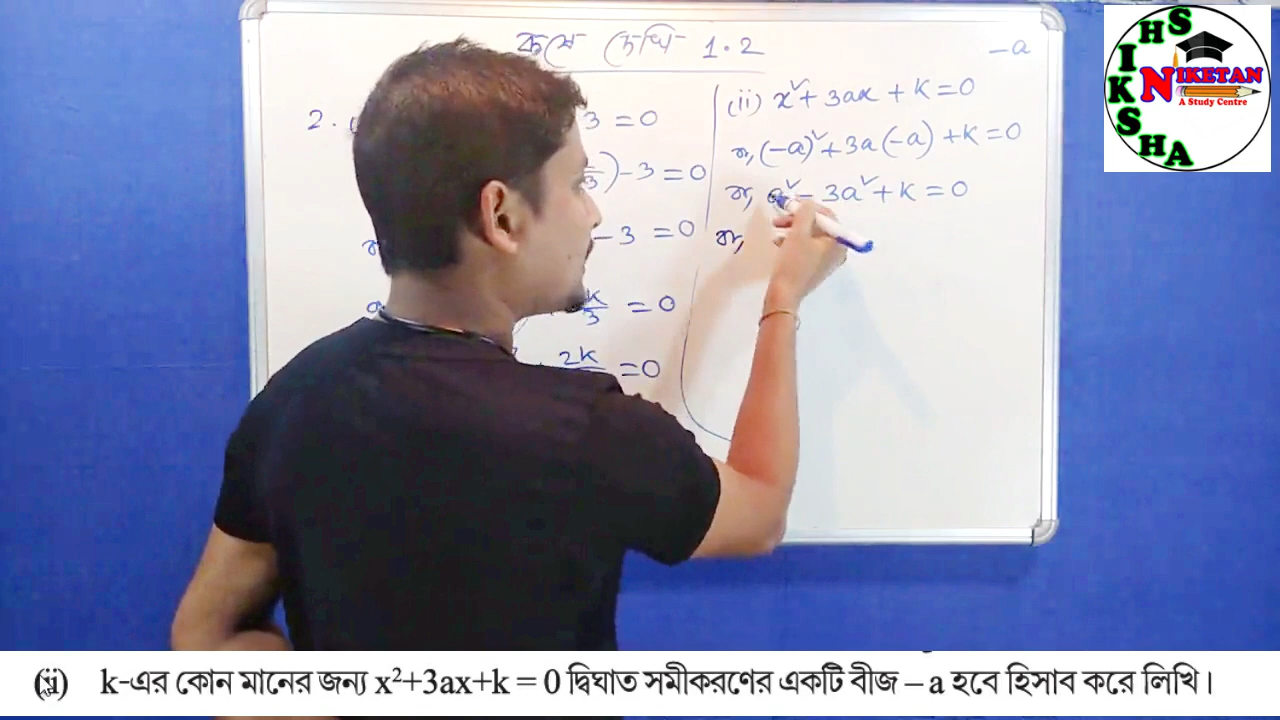 কষে দেখি 1.2
-a
2.
3 = 0
) - 3 = 0
- 3 = 0
k/3 = 0
2k = 0
(ii) x² + 3ax + k = 0
বা, (-a)² + 3a(-a) + k = 0
বা, a² - 3a² + k = 0
বা,
SHIKSHA
NIKETAN
A Study Centre
(ii) k-এর কোন মানের জন্য x²+3ax+k = 0 দ্বিঘাত সমীকরণের একটি বীজ – a হবে হিসাব করে লিখি।